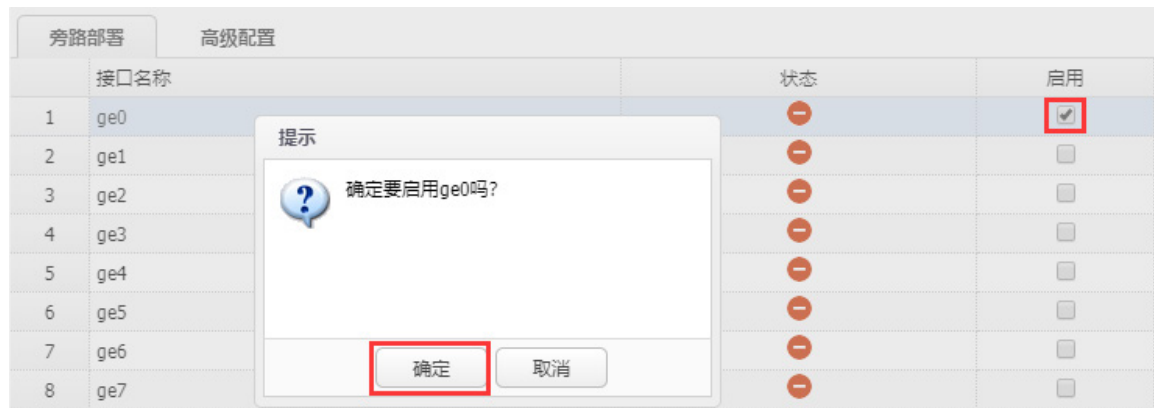 旁路部署 高级配置
接口名称 状态 启用
1 ge0
提示
2 ge1
确定要启用ge0吗?
3 ge2
4 ge3
5 ge4
6 ge5
7 ge6
确定 取消
8 ge7